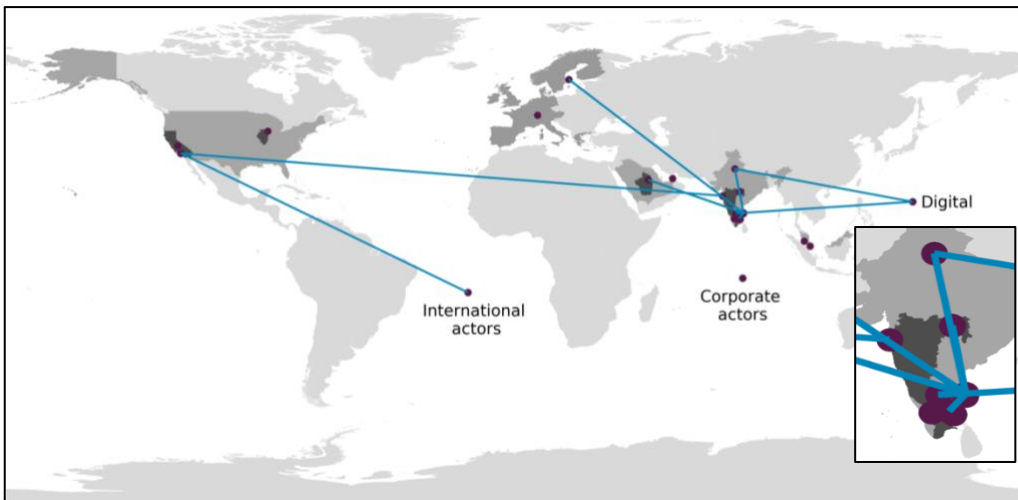 Digital
International
actors
Corporate
actors